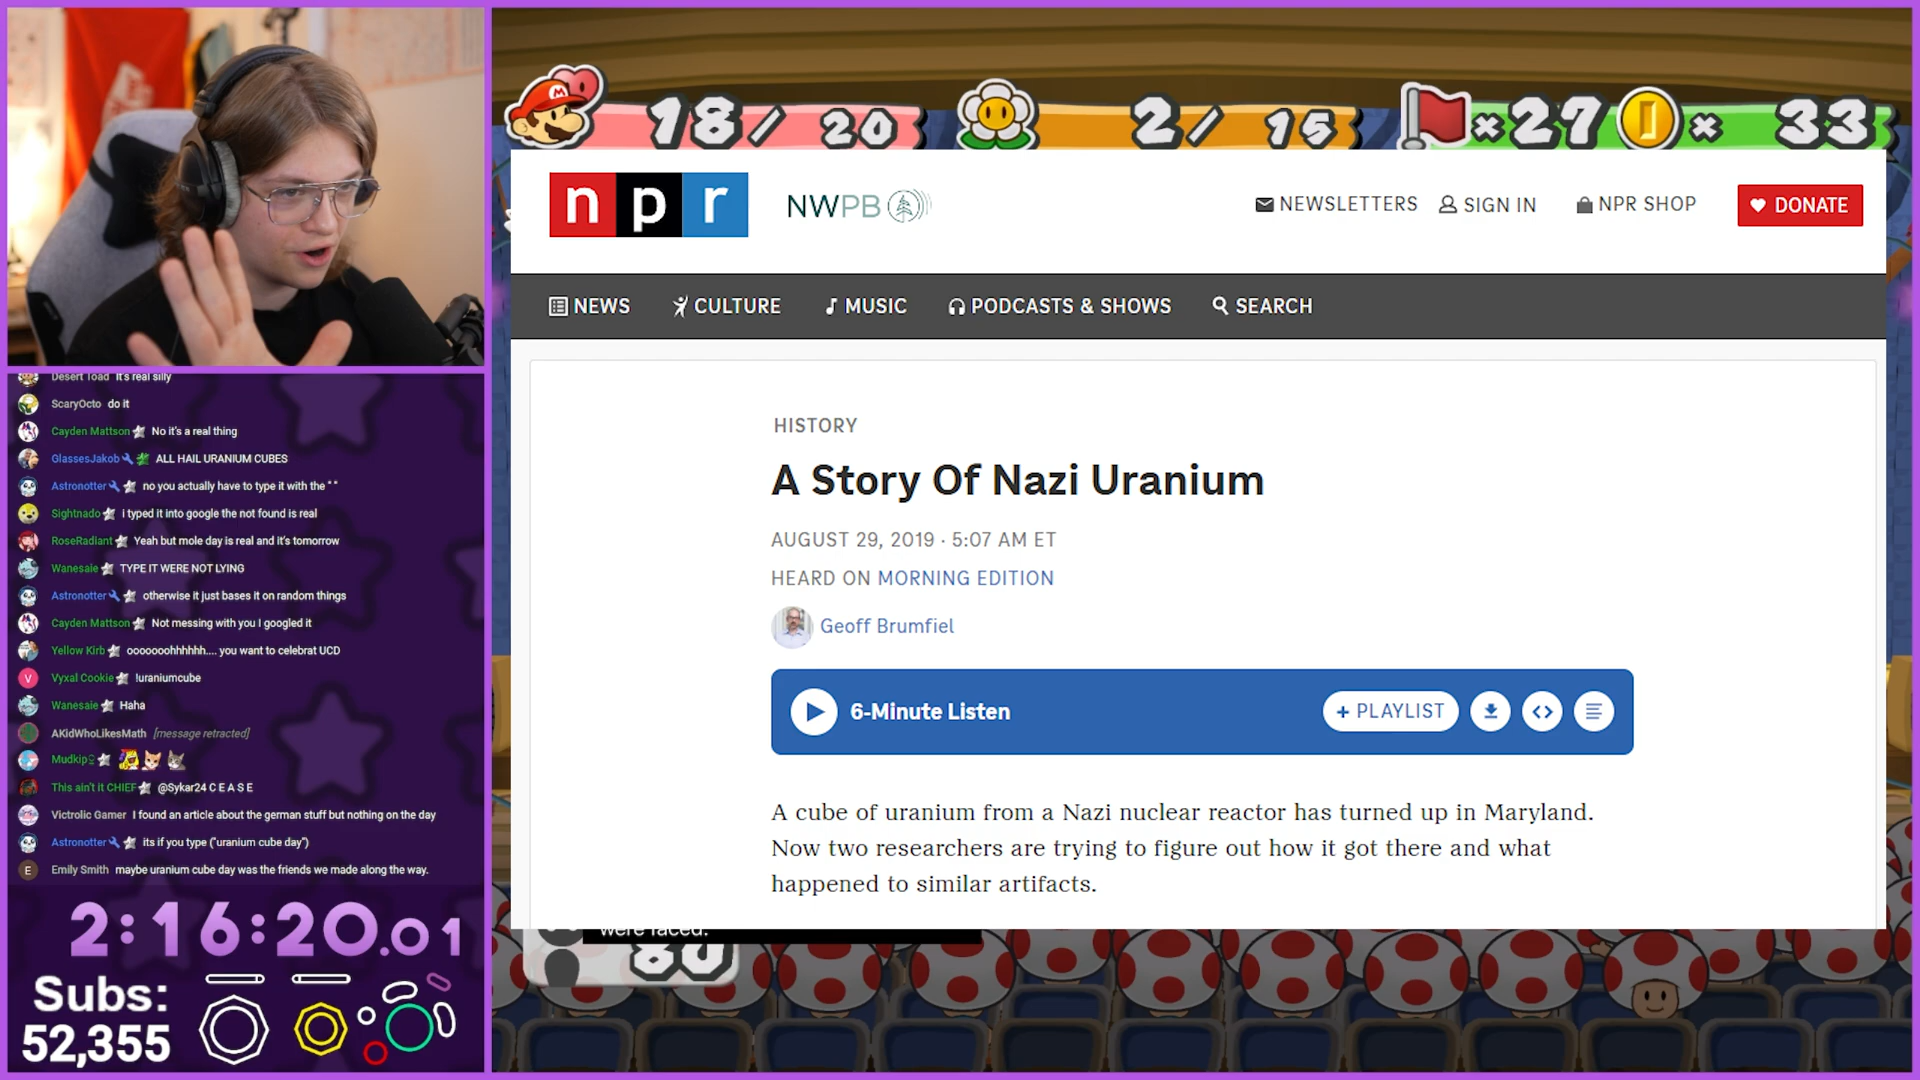 18/ 20
2/ 15
×27
× 33
npr
NWPB
NEWSLETTERS
SIGN IN
NPR SHOP
DONATE
NEWS
CULTURE
MUSIC
PODCASTS & SHOWS
SEARCH
HISTORY
A Story Of Nazi Uranium
AUGUST 29, 2019 · 5:07 AM ET
HEARD ON MORNING EDITION
Geoff Brumfiel
6-Minute Listen
+ PLAYLIST
A cube of uranium from a Nazi nuclear reactor has turned up in Maryland.
Now two researchers are trying to figure out how it got there and what
happened to similar artifacts.
were faced.
80
Desert Toad It's real silly
ScaryOcto do it
Cayden Mattson No it's a real thing
GlassesJakob ALL HAIL URANIUM CUBES
Astronotter no you actually have to type it with the " "
Sightnado i typed it into google the not found is real
RoseRadiant Yeah but mole day is real and it's tomorrow
Wanesaie TYPE IT WERE NOT LYING
Astronotter otherwise it just bases it on random things
Cayden Mattson Not messing with you I googled it
Yellow Kirb ooooooohhhhhh.... you want to celebrat UCD
V
Vyxal Cookie !uraniumcube
Wanesaie Haha
AKidWhoLikesMath [message retracted]
Mudkip
This ain't it CHIEF @Sykar24 C E A S E
Victrolic Gamer I found an article about the german stuff but nothing on the day
Astronotter its if you type ("uranium cube day")
E
Emily Smith maybe uranium cube day was the friends we made along the way.
2:16:20.01
Subs:
52,355